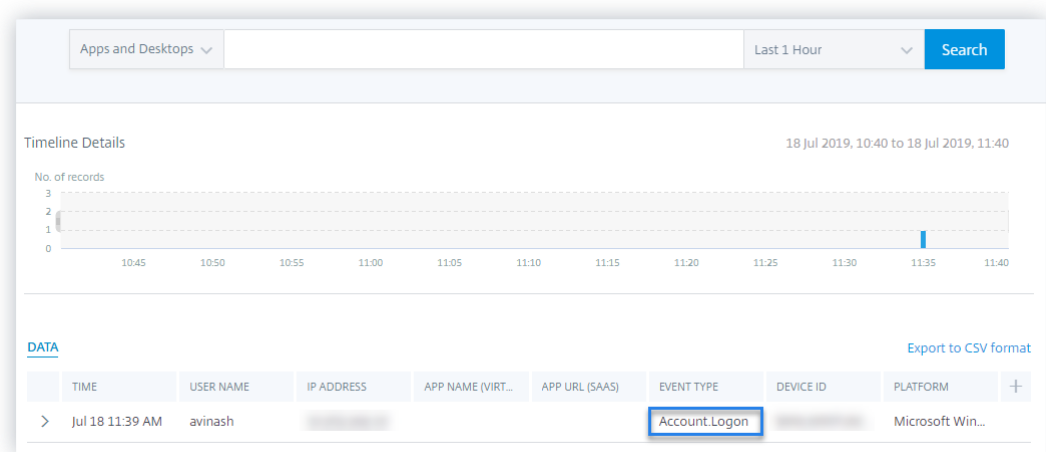 Apps and Desktops Last 1 Hour Search
Timeline Details 18 Jul 2019, 10:40 to 18 Jul 2019, 11:40
No. of records
3
2
1
0
10:45 10:50 10:55 11:00 11:05 11:10 11:15 11:20 11:25 11:30 11:35 11:40
DATA Export to CSV format
TIME USER NAME IP ADDRESS APP NAME (VIRT... APP URL (SAAS) EVENT TYPE DEVICE ID PLATFORM
Jul 18 11:39 AM avinash Account.Logon Microsoft Win...